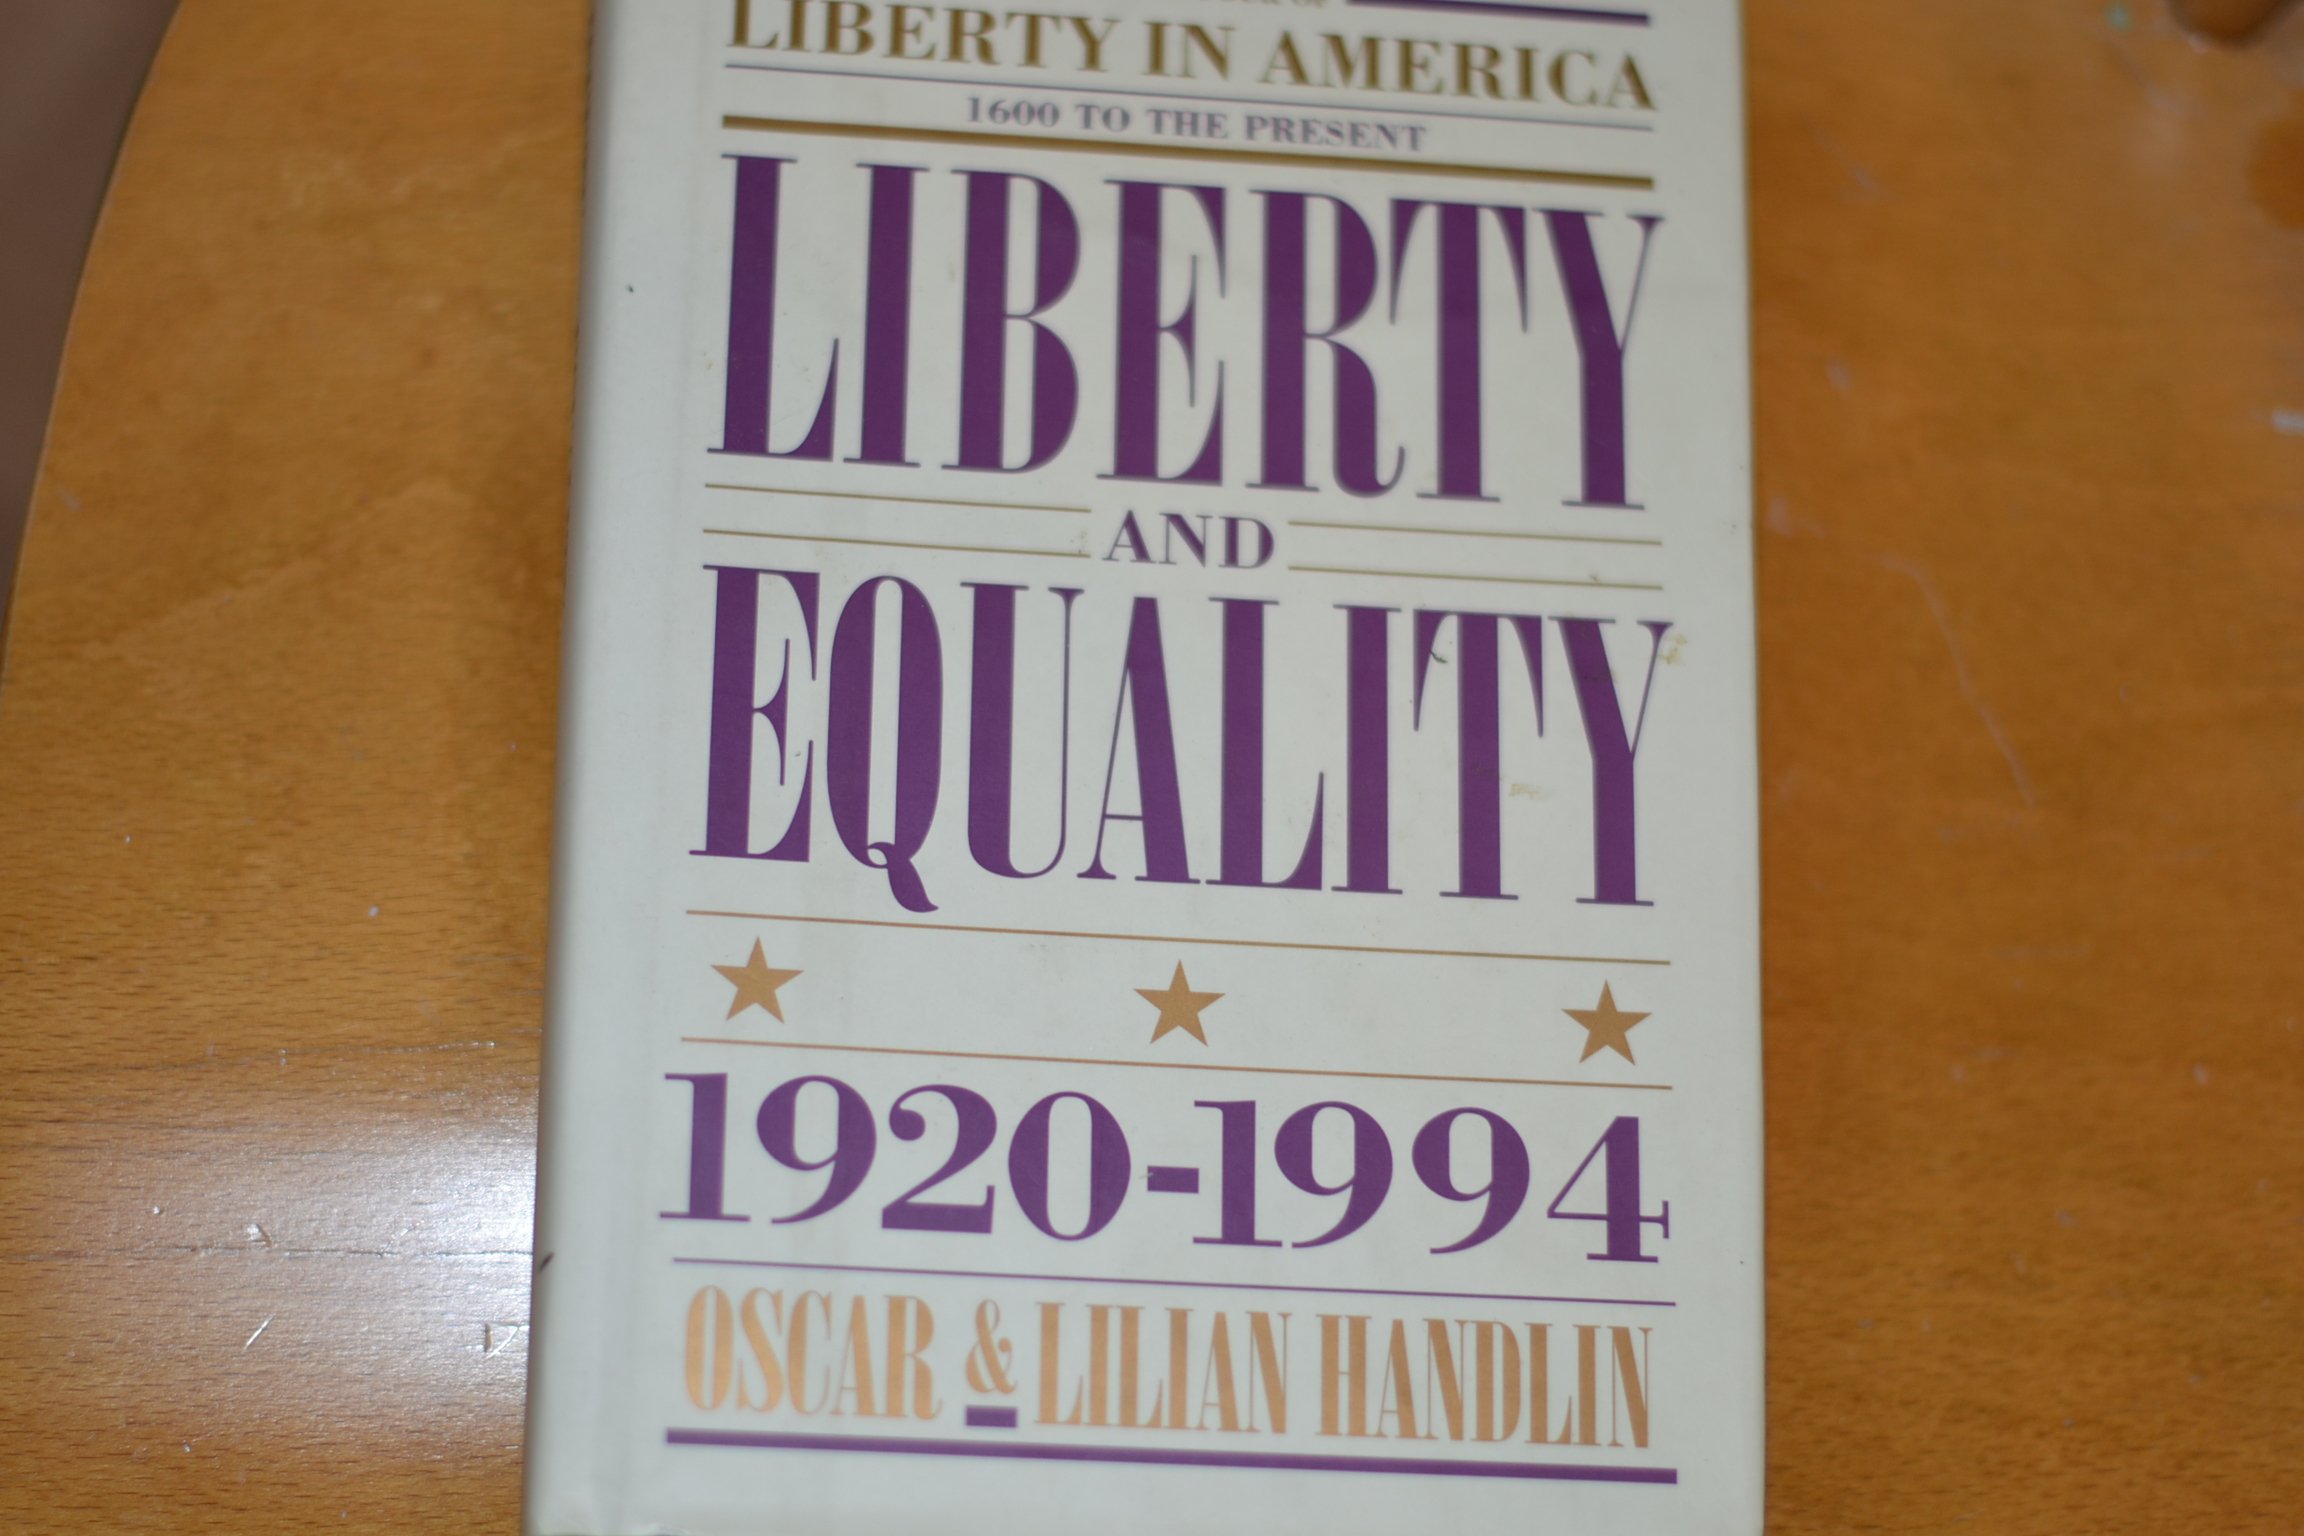 LIBERTY IN AMERICA
1600 TO THE PRESENT
LIBERTY
AND
EQUALITY
1920-1994
OSCAR & LILIAN HANDLIN